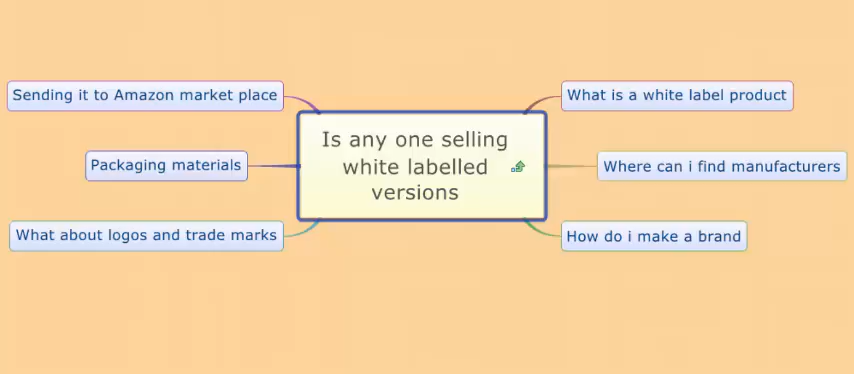 Sending it to Amazon market place
What is a white label product
Is any one selling
white labelled
versions
Packaging materials
Where can i find manufacturers
What about logos and trade marks
How do i make a brand